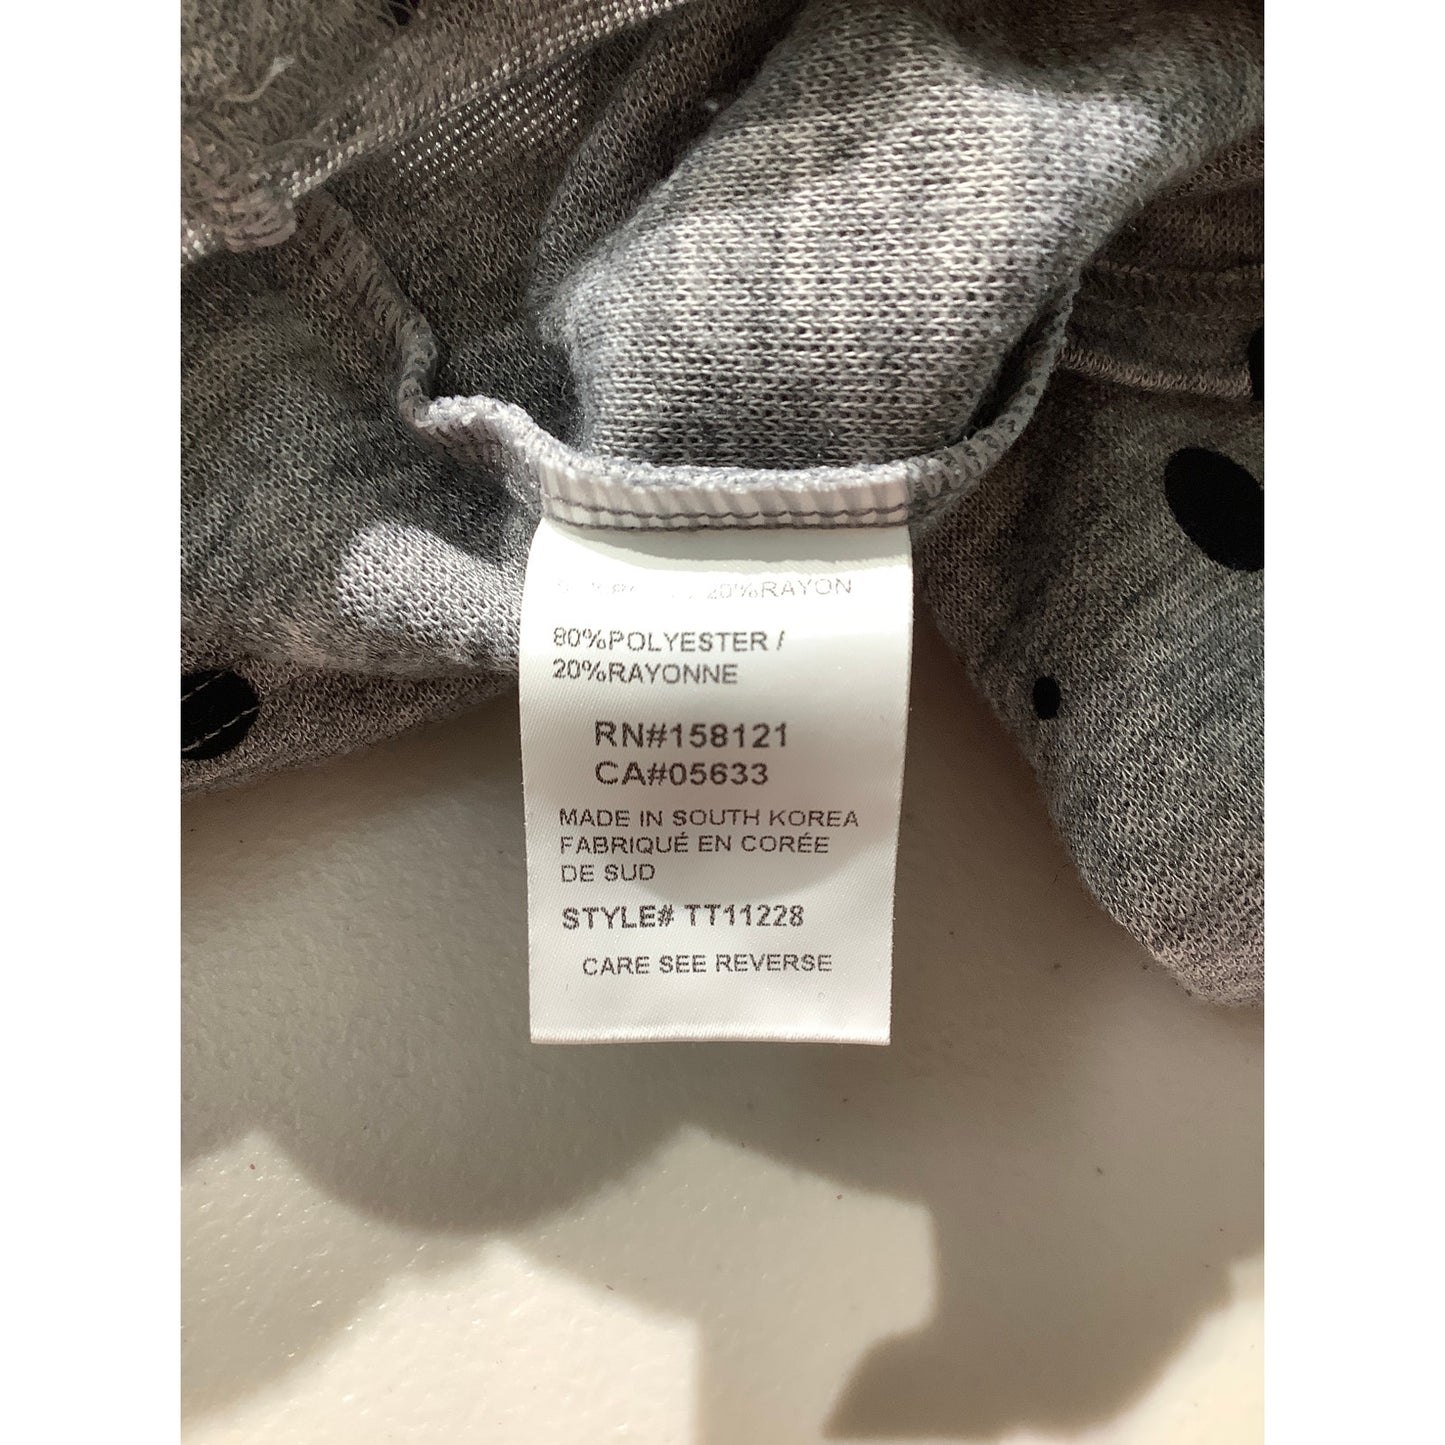 20%RAYON
80%POLYESTER /
20%RAYONNE
RN#158121
CA#05633
MADE IN SOUTH KOREA
FABRIQUÉ EN CORÉE
DE SUD
STYLE# TT11228
CARE SEE REVERSE